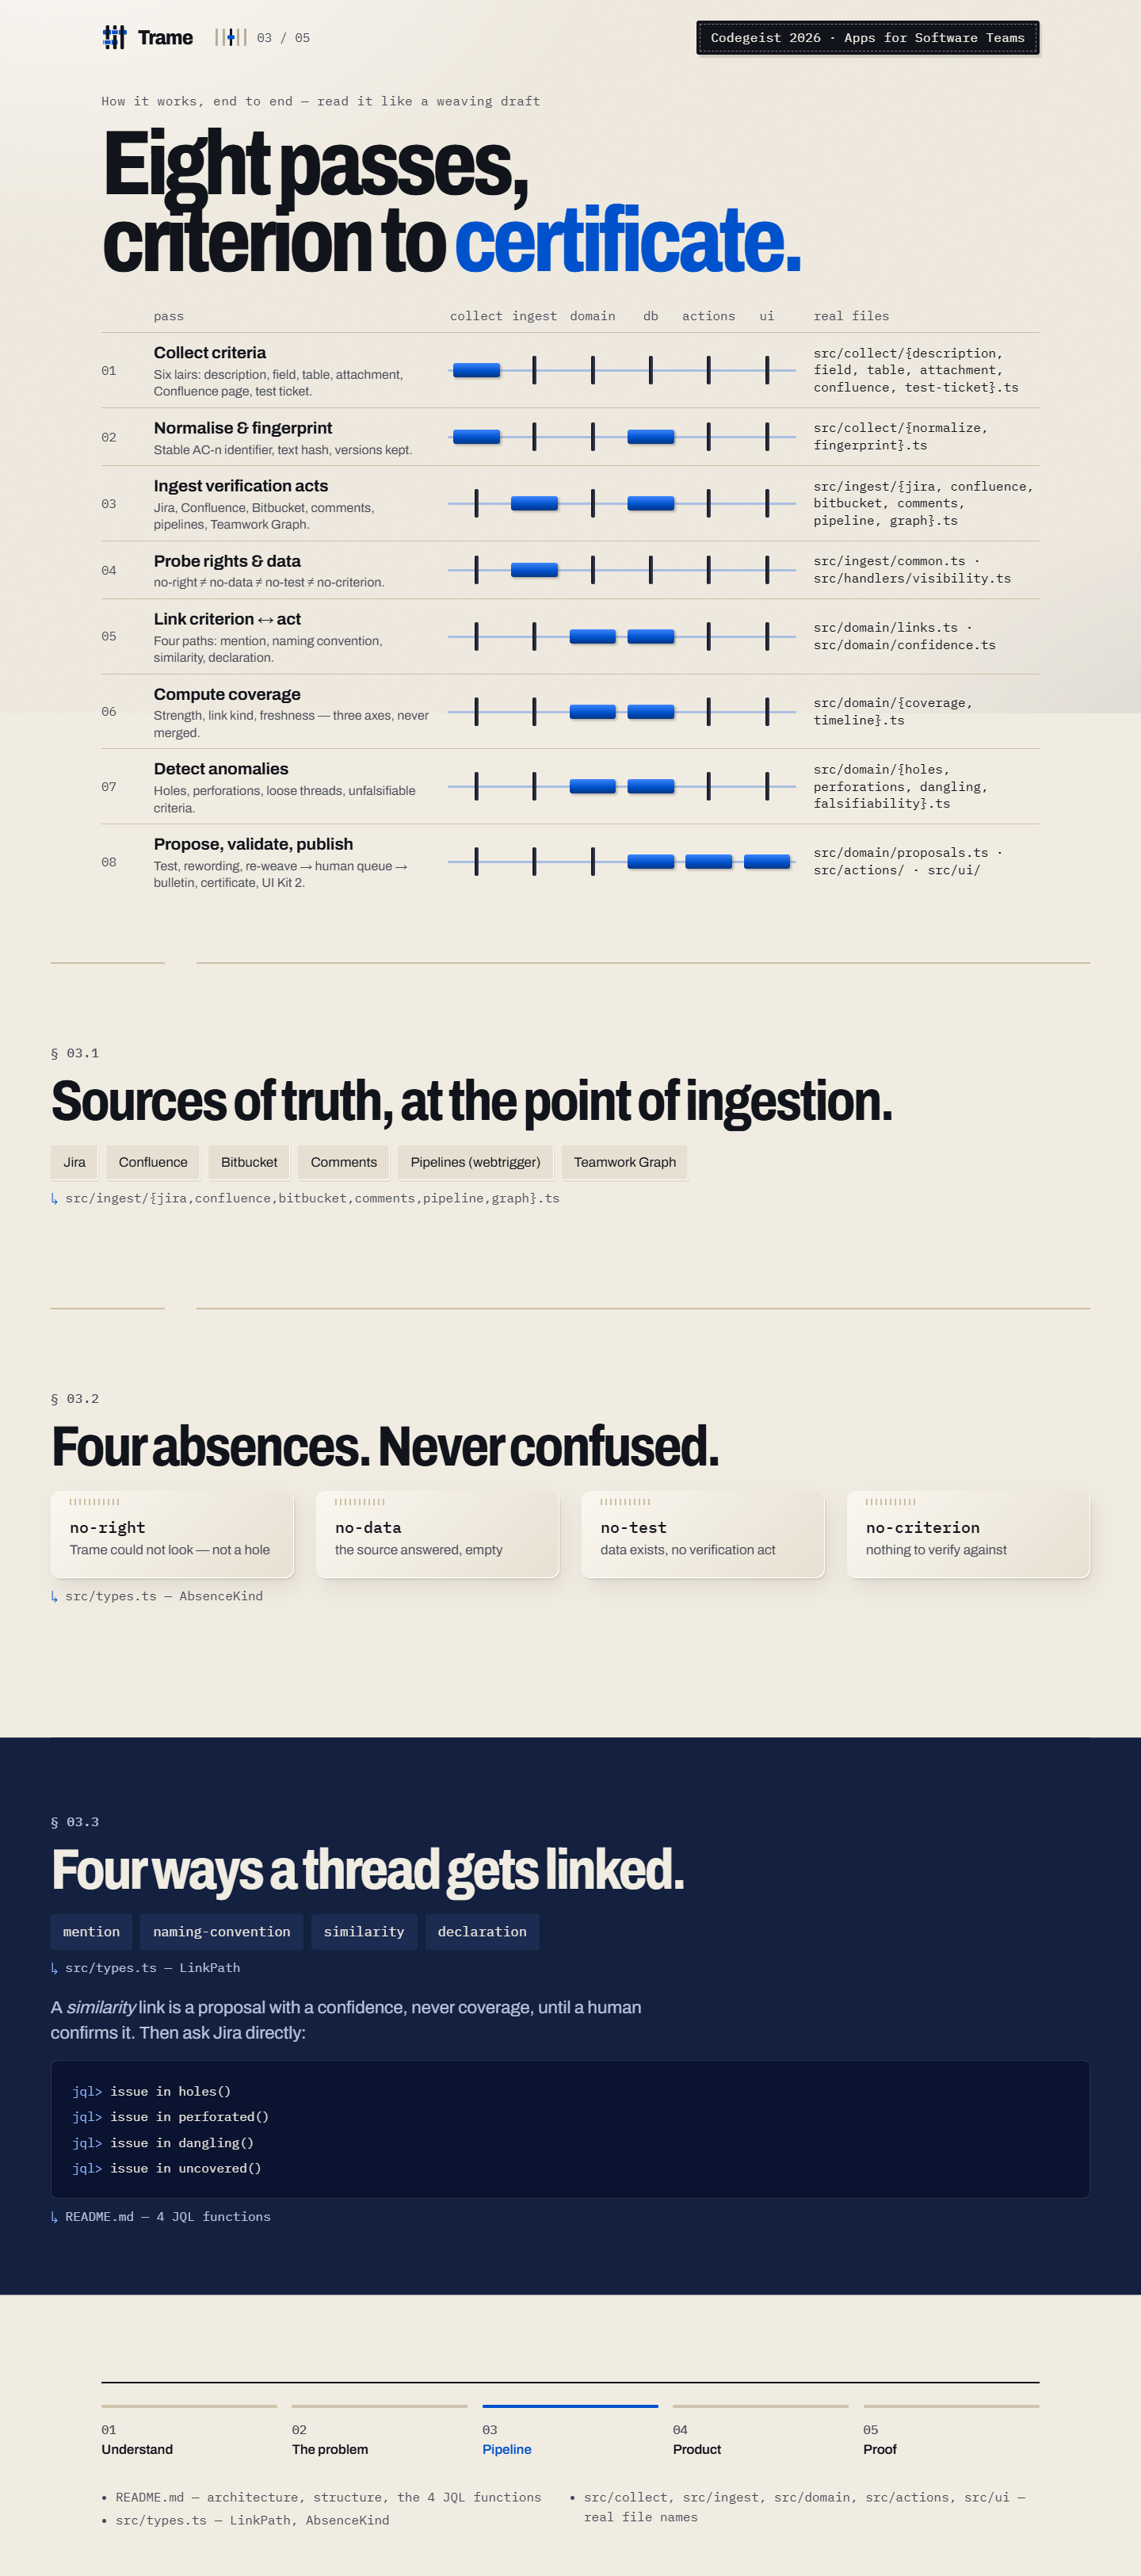 Trame
03 / 05
Codegeist 2026 · Apps for Software Teams
How it works, end to end — read it like a weaving draft
Eight passes,
criterion to certificate.
pass collect ingest domain db actions ui real files
01
Collect criteria
Six lairs: description, field, table, attachment,
Confluence page, test ticket.
src/collect/{description,
field, table, attachment,
confluence, test-ticket}.ts
02
Normalise & fingerprint
Stable AC-n identifier, text hash, versions kept.
src/collect/{normalize,
fingerprint}.ts
03
Ingest verification acts
Jira, Confluence, Bitbucket, comments,
pipelines, Teamwork Graph.
src/ingest/{jira, confluence,
bitbucket, comments,
pipeline, graph}.ts
04
Probe rights & data
no-right ≠ no-data ≠ no-test ≠ no-criterion.
src/ingest/common.ts ·
src/handlers/visibility.ts
05
Link criterion ↔ act
Four paths: mention, naming convention,
similarity, declaration.
src/domain/links.ts ·
src/domain/confidence.ts
06
Compute coverage
Strength, link kind, freshness — three axes, never
merged.
src/domain/{coverage,
timeline}.ts
07
Detect anomalies
Holes, perforations, loose threads, unfalsifiable
criteria.
src/domain/{holes,
perforations, dangling,
falsifiability}.ts
08
Propose, validate, publish
Test, rewording, re-weave → human queue →
bulletin, certificate, UI Kit 2.
src/domain/proposals.ts ·
src/actions/ · src/ui/
§ 03.1
Sources of truth, at the point of ingestion.
Jira Confluence Bitbucket Comments Pipelines (webtrigger) Teamwork Graph
↳ src/ingest/{jira,confluence,bitbucket,comments,pipeline,graph}.ts
§ 03.2
Four absences. Never confused.
no-right
Trame could not look — not a hole
no-data
the source answered, empty
no-test
data exists, no verification act
no-criterion
nothing to verify against
↳ src/types.ts — AbsenceKind
§ 03.3
Four ways a thread gets linked.
mention naming-convention similarity declaration
↳ src/types.ts — LinkPath
A similarity link is a proposal with a confidence, never coverage, until a human
confirms it. Then ask Jira directly:
jql> issue in holes()
jql> issue in perforated()
jql> issue in dangling()
jql> issue in uncovered()
↳ README.md — 4 JQL functions
01
Understand
02
The problem
03
Pipeline
04
Product
05
Proof
• README.md — architecture, structure, the 4 JQL functions
• src/types.ts — LinkPath, AbsenceKind
• src/collect, src/ingest, src/domain, src/actions, src/ui —
real file names